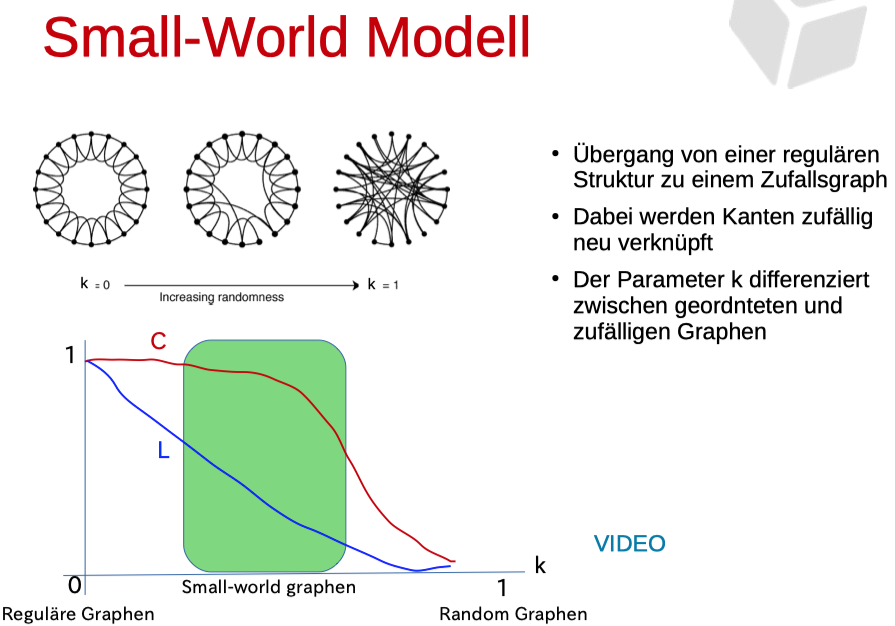 Small-World Modell
k = 0
Increasing randomness
k = 1
• Übergang von einer regulären
Struktur zu einem Zufallsgraph
• Dabei werden Kanten zufällig
neu verknüpft
• Der Parameter k differenziert
zwischen geordnteten und
zufälligen Graphen
1
C
L
0
Small-world graphen
1
k
Reguläre Graphen
Random Graphen
VIDEO